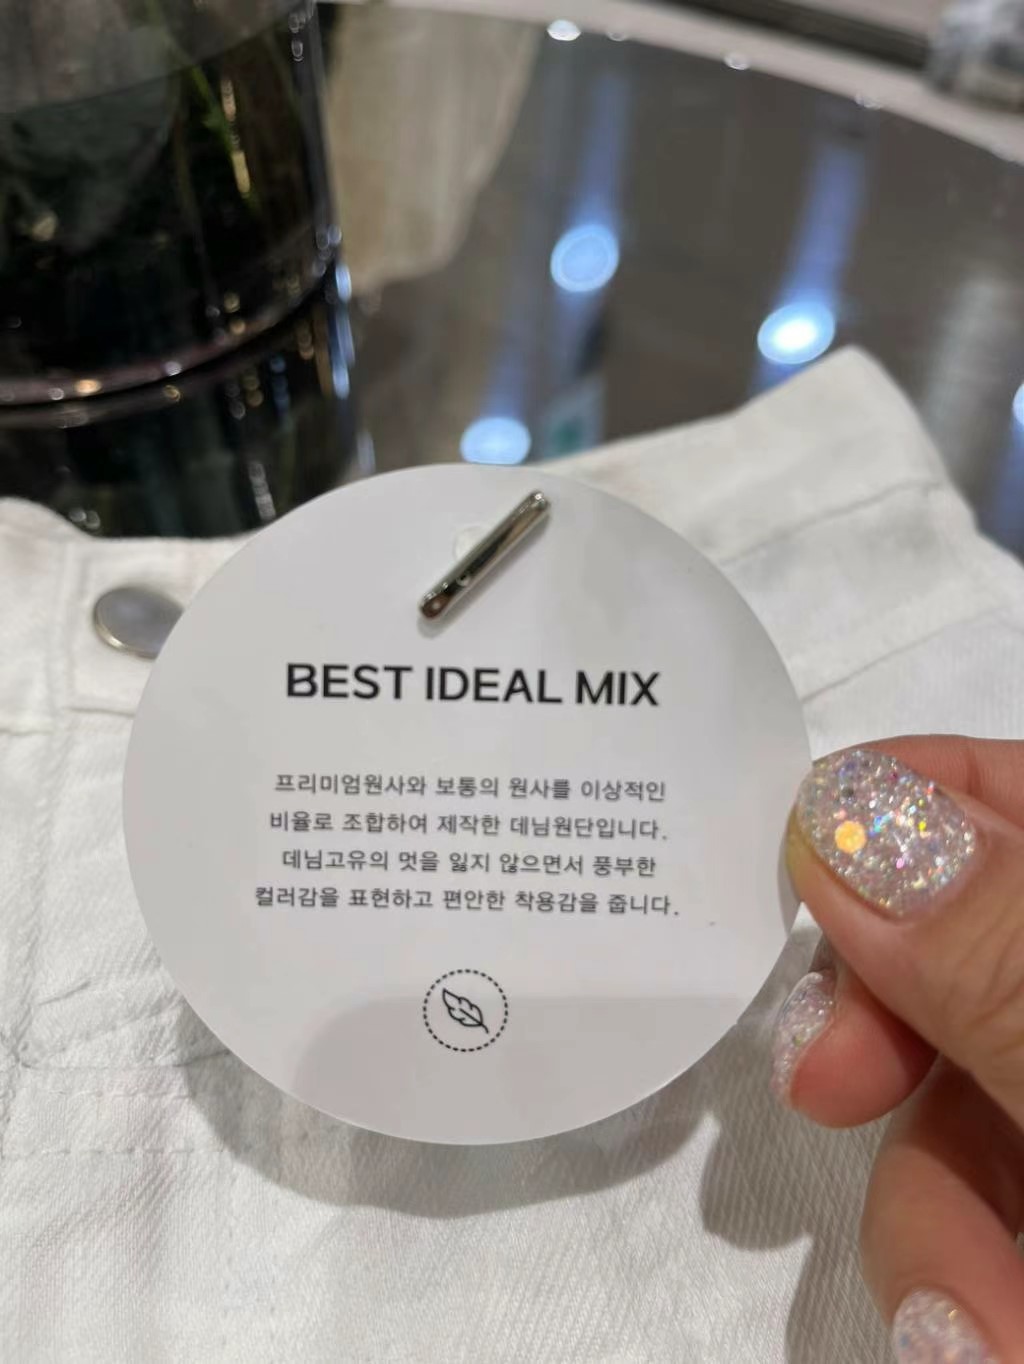 BEST IDEAL MIX
프리미엄원사와 보통의 원사를 이상적인
비율로 조합하여 제작한 데님원단입니다.
데님고유의 멋을 잃지 않으면서 풍부한
컬러감을 표현하고 편안한 착용감을 줍니다.